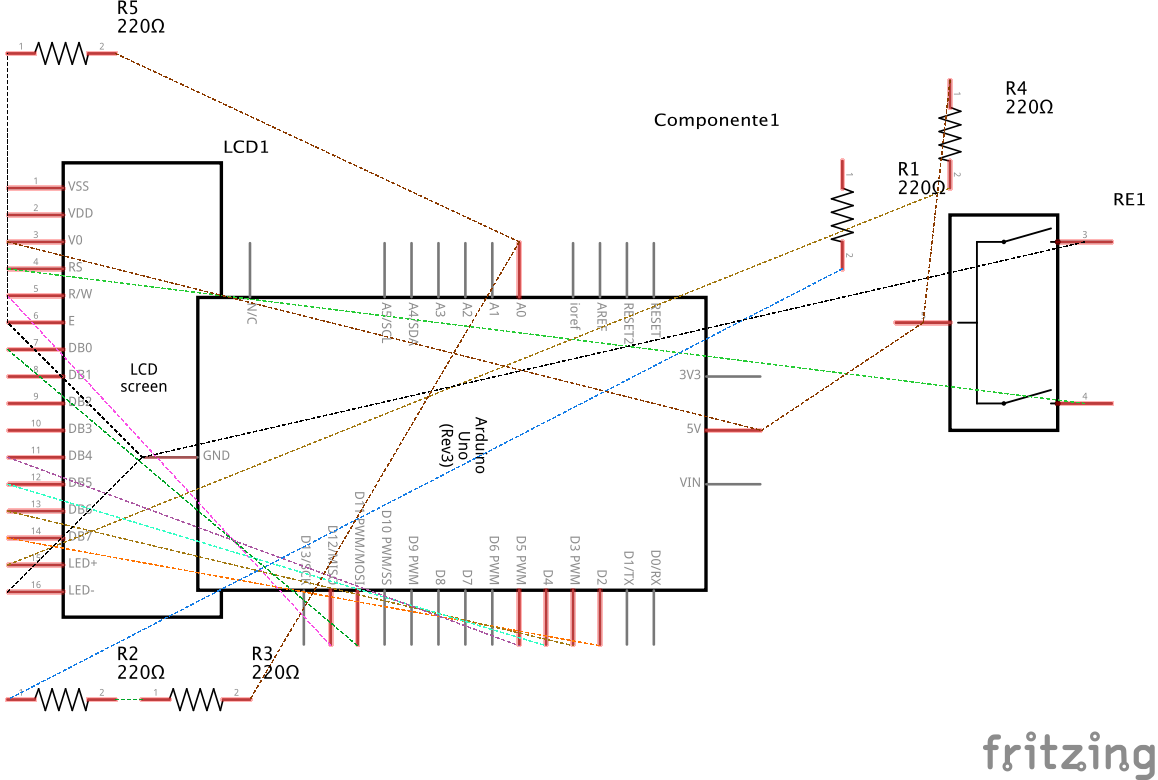 R5
220Ω
1
2
Componente1
R4
220Ω
1
2
R1
220Ω
1
2
RE1
3
4
LCD1
1 VSS
2 VDD
3 V0
4 RS
5 R/W
6 E
7 DB0
8 DB1
9 DB2
10 DB3
11 DB4
12 DB5
13 DB6
14 DB7
15 LED+
16 LED-
LCD
screen
N/C
A5/SCL
A4/SDA
A3
A2
A1
A0
ioref
AREF
RESET2
RESET
3V3
5V
VIN
GND
Arduino
Uno
(Rev3)
D13/SCK
D12/MISO
D11 PWM/MOSI
D10 PWM/SS
D9 PWM
D8
D7
D6 PWM
D5 PWM
D4
D3 PWM
D2
D1/TX
D0/RX
R2
220Ω
1
2
R3
220Ω
1
2
fritzing